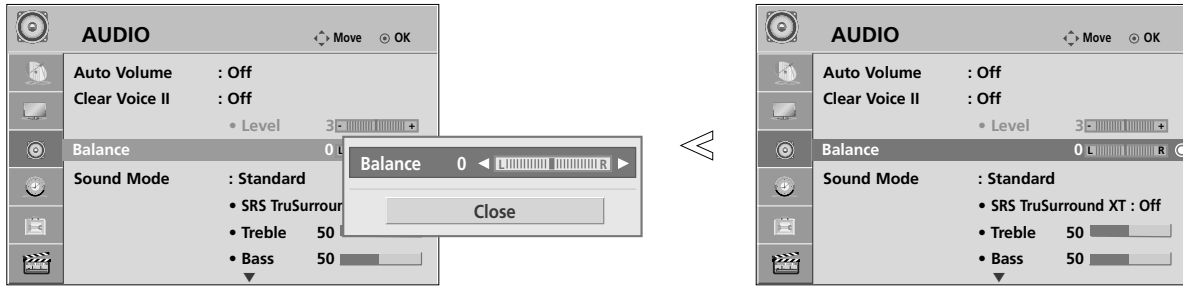 AUDIO Move OK
Auto Volume : Off
Clear Voice II : Off
• Level 3 - +
Balance 0 L
Sound Mode : Standard
• SRS TruSurroun
• Treble 50
• Bass 50
Balance 0 L R
Close
AUDIO Move OK
Auto Volume : Off
Clear Voice II : Off
• Level 3 - +
Balance 0 L R
Sound Mode : Standard
• SRS TruSurround XT : Off
• Treble 50
• Bass 50